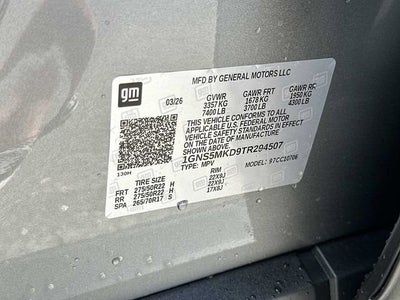 gm
MFD BY GENERAL MOTORS LLC
03/26 GVWR GAWR FRT GAWR RR
3357 KG 1678 KG 1950 KG
7400 LB 3700 LB 4300 LB
THIS VEHICLE CONFORMS TO ALL
APPLICABLE U.S. FEDERAL MOTOR
VEHICLE SAFETY STANDARDS IN
EFFECT ON THE DATE OF MANUFACTURE
SHOWN ABOVE.
1GNS5MKD9TR294507
TYPE: MPV MODEL: 97CC10706
130H
RIM
FRT 275/50R22 H 22X9J
RR 275/50R22 H 22X9J
SPA 265/70R17 S 17X8J